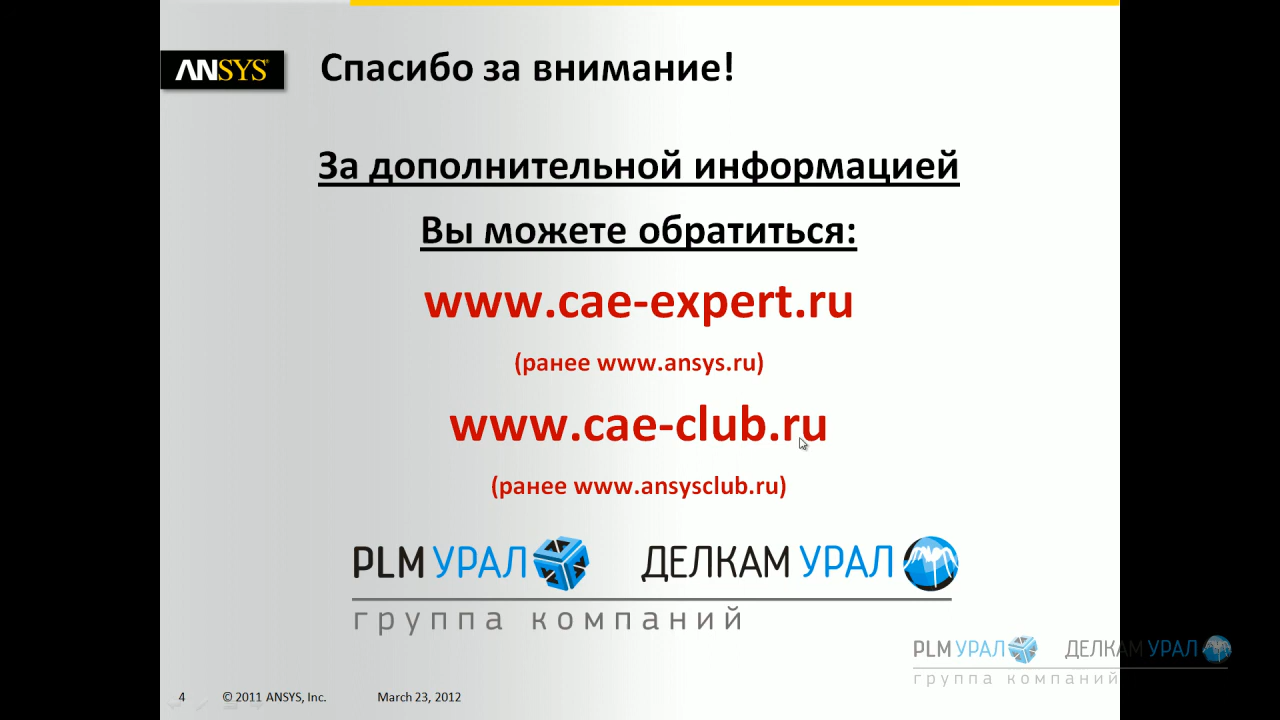 ANSYS
Спасибо за внимание!
За дополнительной информацией
Вы можете обратиться:
www.cae-expert.ru
(ранее www.ansys.ru)
www.cae-club.ru
(ранее www.ansysclub.ru)
PLM УРАЛ ДЕЛКАМ УРАЛ
группа компаний
PLM УРАЛ ДЕЛКАМ УРАЛ
группа компаний
4 © 2011 ANSYS, Inc. March 23, 2012